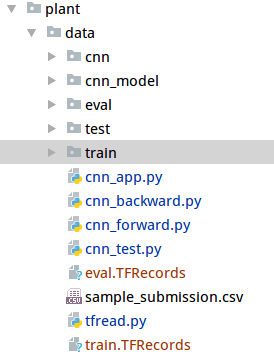 plant
data
cnn
cnn_model
eval
test
train
cnn_app.py
cnn_backward.py
cnn_forward.py
cnn_test.py
eval.TFRecords
sample_submission.csv
tfread.py
train.TFRecords